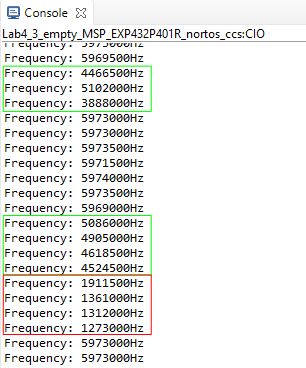 Console
Lab4_3_empty_MSP_EXP432P401R_nortos_ccs:CIO
Frequency: 5975000Hz
Frequency: 5969500Hz
Frequency: 4466500Hz
Frequency: 5102000Hz
Frequency: 3888000Hz
Frequency: 5973000Hz
Frequency: 5973000Hz
Frequency: 5973500Hz
Frequency: 5971500Hz
Frequency: 5974000Hz
Frequency: 5973500Hz
Frequency: 5969000Hz
Frequency: 5086000Hz
Frequency: 4905000Hz
Frequency: 4618500Hz
Frequency: 4524500Hz
Frequency: 1911500Hz
Frequency: 1361000Hz
Frequency: 1312000Hz
Frequency: 1273000Hz
Frequency: 5973000Hz
Frequency: 5973000Hz